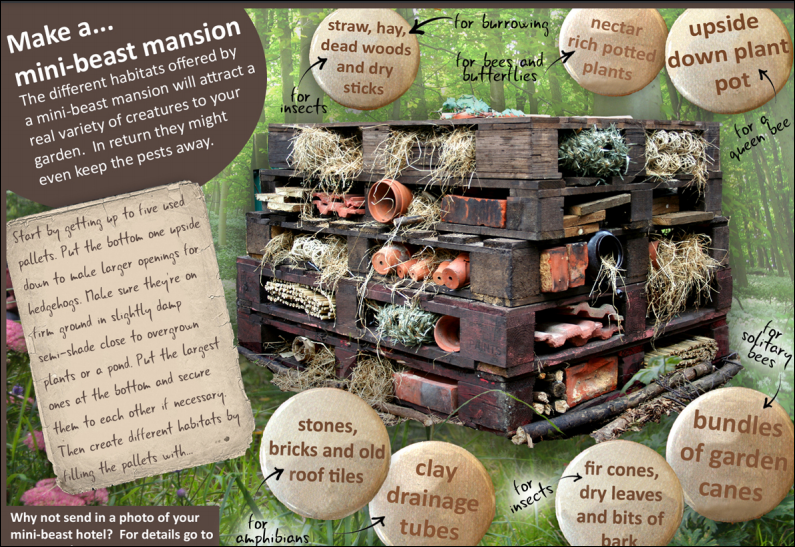 Make a...
mini-beast mansion
The different habitats offered by
a mini-beast mansion will attract a
real variety of creatures to your
garden. In return they might
even keep the pests away.
Start by getting up to five used
pallets. Put the bottom one upside
down to make larger openings for
hedgehogs. Make sure they're on
firm ground in slightly damp
semi-shade close to overgrown
plants or a pond. Put the largest
ones at the bottom and secure
them to each other if necessary.
Then create different habitats by
filling the pallets with...
Why not send in a photo of your
mini-beast hotel? For details go to
straw, hay,
dead woods
and dry
sticks
for burrowing
for
insects
nectar
rich potted
plants
for bees and
butterflies
upside
down plant
pot
for a
queen bee
for
solitary
bees
bundles
of garden
canes
stones,
bricks and old
roof tiles
clay
drainage
tubes
for
amphibians
fir cones,
dry leaves
and bits of
bark
for
insects